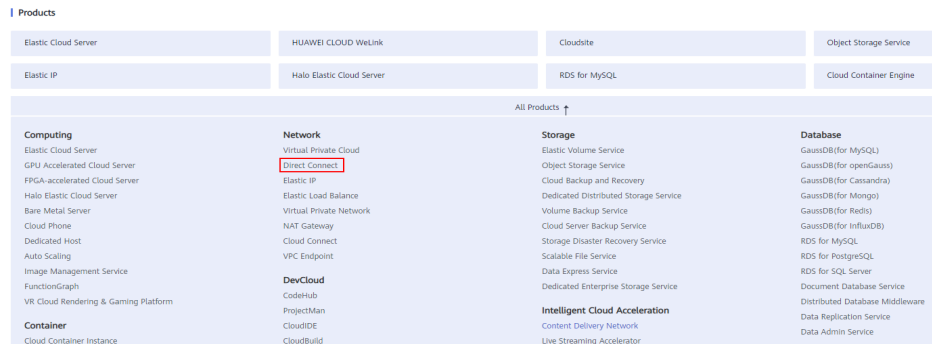 Products
Elastic Cloud Server
HUAWEI CLOUD WeLink
Cloudsite
Object Storage Service
Elastic IP
Halo Elastic Cloud Server
RDS for MySQL
Cloud Container Engine
All Products ↑
Computing
Elastic Cloud Server
GPU Accelerated Cloud Server
FPGA-accelerated Cloud Server
Halo Elastic Cloud Server
Bare Metal Server
Cloud Phone
Dedicated Host
Auto Scaling
Image Management Service
FunctionGraph
VR Cloud Rendering & Gaming Platform
Container
Cloud Container Instance
Network
Virtual Private Cloud
Direct Connect
Elastic IP
Elastic Load Balance
Virtual Private Network
NAT Gateway
Cloud Connect
VPC Endpoint
DevCloud
CodeHub
ProjectMan
CloudIDE
CloudBuild
Storage
Elastic Volume Service
Object Storage Service
Cloud Backup and Recovery
Dedicated Distributed Storage Service
Volume Backup Service
Cloud Server Backup Service
Storage Disaster Recovery Service
Scalable File Service
Data Express Service
Dedicated Enterprise Storage Service
Intelligent Cloud Acceleration
Content Delivery Network
Live Streaming Accelerator
Database
GaussDB(for MySQL)
GaussDB(for openGauss)
GaussDB(for Cassandra)
GaussDB(for Mongo)
GaussDB(for Redis)
GaussDB(for InfluxDB)
RDS for MySQL
RDS for PostgreSQL
RDS for SQL Server
Document Database Service
Distributed Database Middleware
Data Replication Service
Data Admin Service